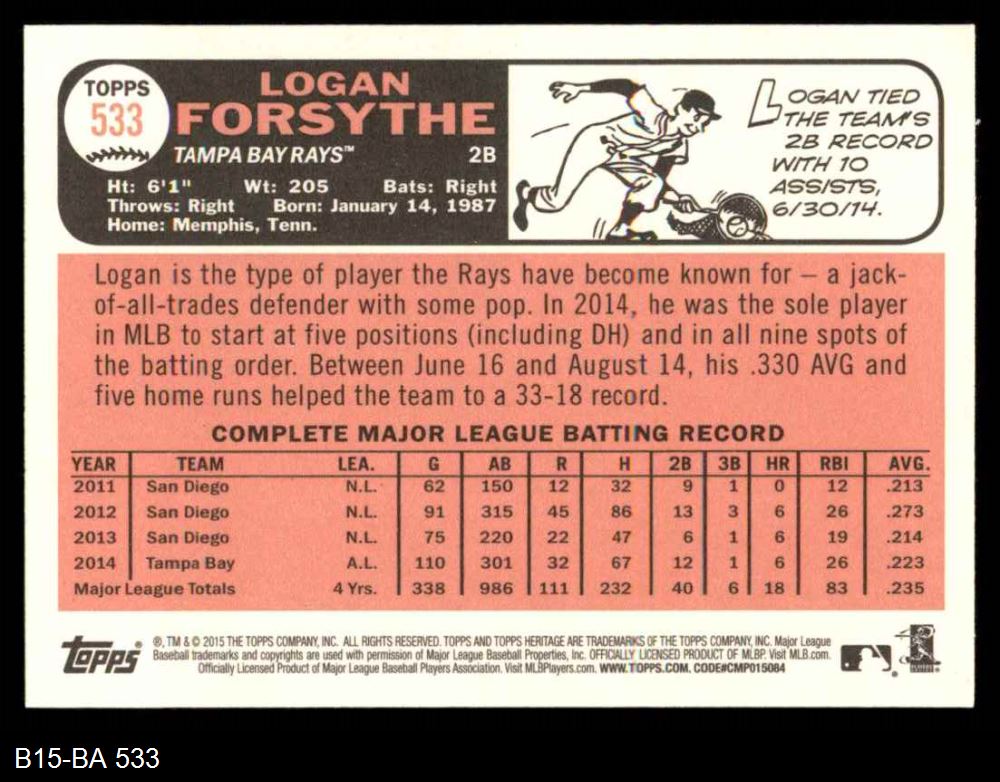 TOPPS
533
LOGAN
FORSYTHE
TAMPA BAY RAYS™ 2B
Ht: 6'1" Wt: 205 Bats: Right
Throws: Right Born: January 14, 1987
Home: Memphis, Tenn.
LOGAN TIED
THE TEAM'S
2B RECORD
WITH 10
ASSISTS,
6/30/14.
Logan is the type of player the Rays have become known for – a jack-
of-all-trades defender with some pop. In 2014, he was the sole player
in MLB to start at five positions (including DH) and in all nine spots of
the batting order. Between June 16 and August 14, his .330 AVG and
five home runs helped the team to a 33-18 record.
COMPLETE MAJOR LEAGUE BATTING RECORD
YEAR TEAM LEA. G AB R H 2B 3B HR RBI AVG.
2011 San Diego N.L. 62 150 12 32 9 1 0 12 .213
2012 San Diego N.L. 91 315 45 86 13 3 6 26 .273
2013 San Diego N.L. 75 220 22 47 6 1 6 19 .214
2014 Tampa Bay A.L. 110 301 32 67 12 1 6 26 .223
Major League Totals 4 Yrs. 338 986 111 232 40 6 18 83 .235
Topps
®, TM & © 2015 THE TOPPS COMPANY, INC. ALL RIGHTS RESERVED. TOPPS AND TOPPS HERITAGE ARE TRADEMARKS OF THE TOPPS COMPANY, INC. Major League
Baseball trademarks and copyrights are used with permission of Major League Baseball Properties, Inc. OFFICIALLY LICENSED PRODUCT OF MLBP. Visit MLB.com.
Officially Licensed Product of Major League Baseball Players Association. Visit MLBPlayers.com. WWW.TOPPS.COM. CODE#CMP015084
B15-BA 533